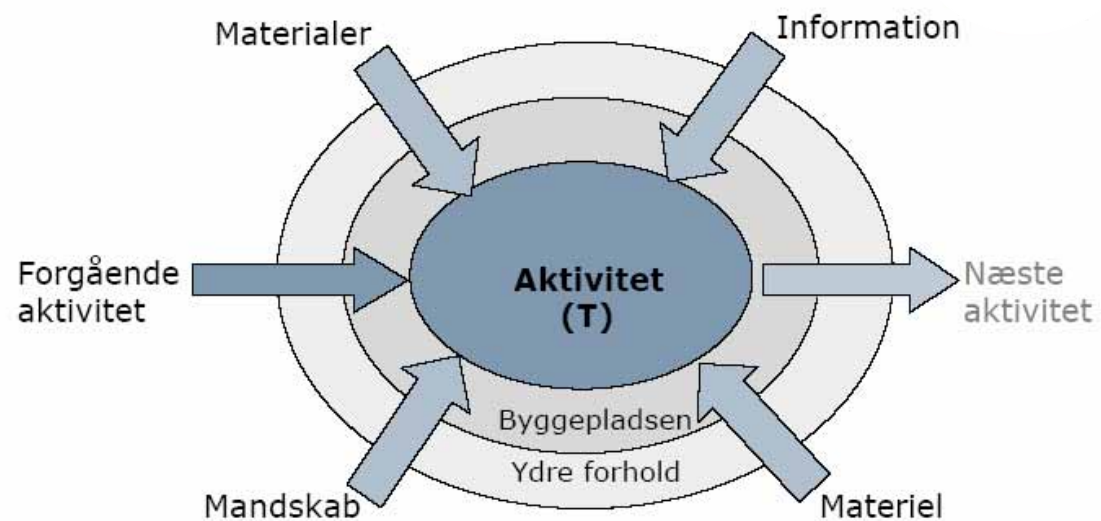 Materialer
Information
Forgående
aktivitet
Aktivitet
(T)
Næste
aktivitet
Byggepladsen
Ydre forhold
Mandskab
Materiel